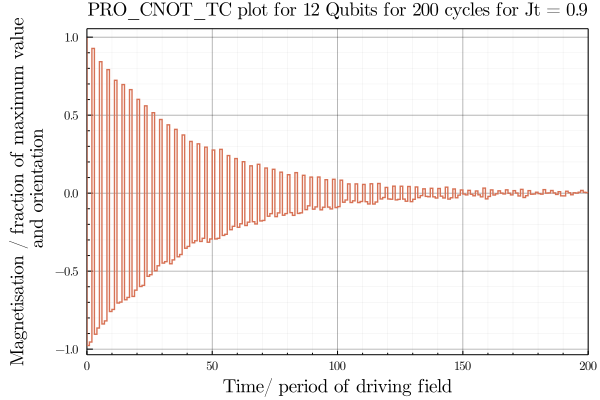 PRO_CNOT_TC plot for 12 Qubits for 200 cycles for Jt = 0.9
Magnetisation / fraction of maximum value
and orientation
1.0
0.5
0.0
−0.5
−1.0
0
50
100
150
200
Time/ period of driving field